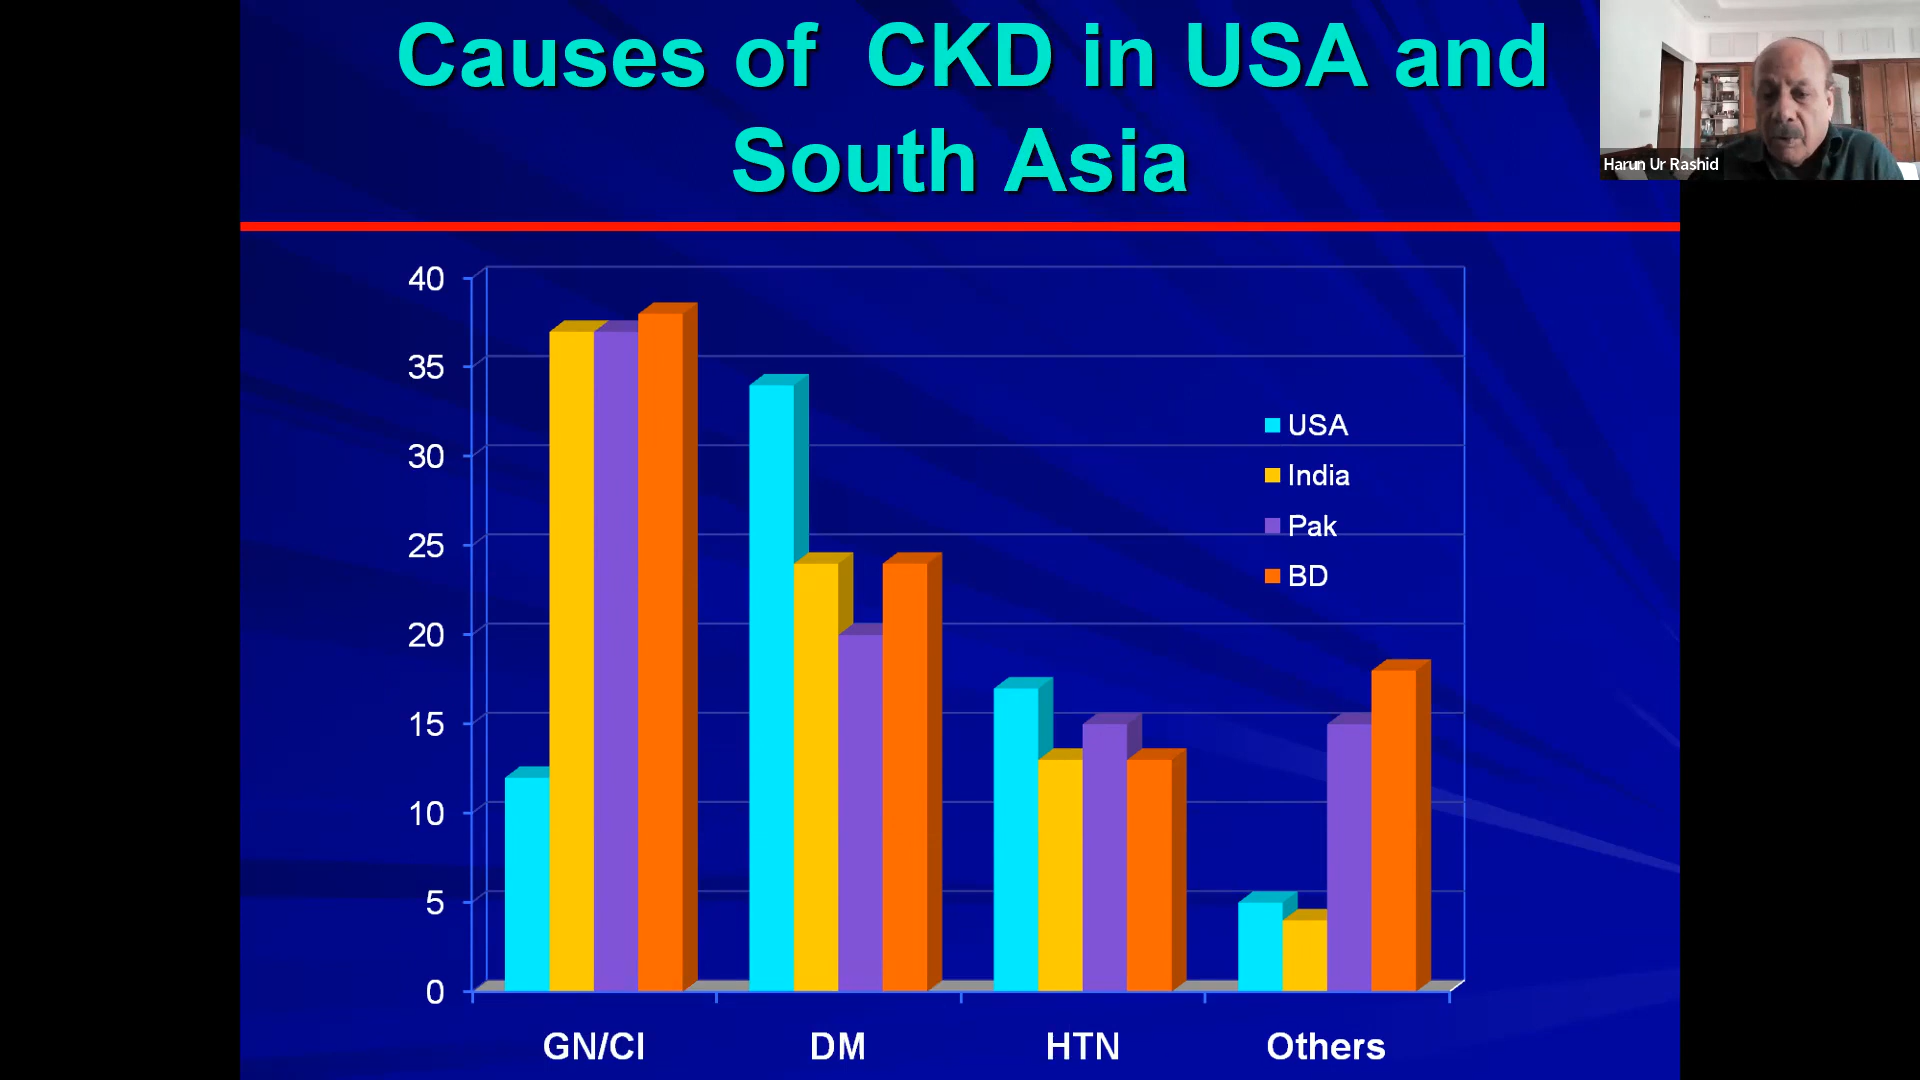 Causes of CKD in USA and
South Asia
Harun Ur Rashid
40
35
30
25
20
15
10
5
0
USA
India
Pak
BD
GN/CI DM HTN Others